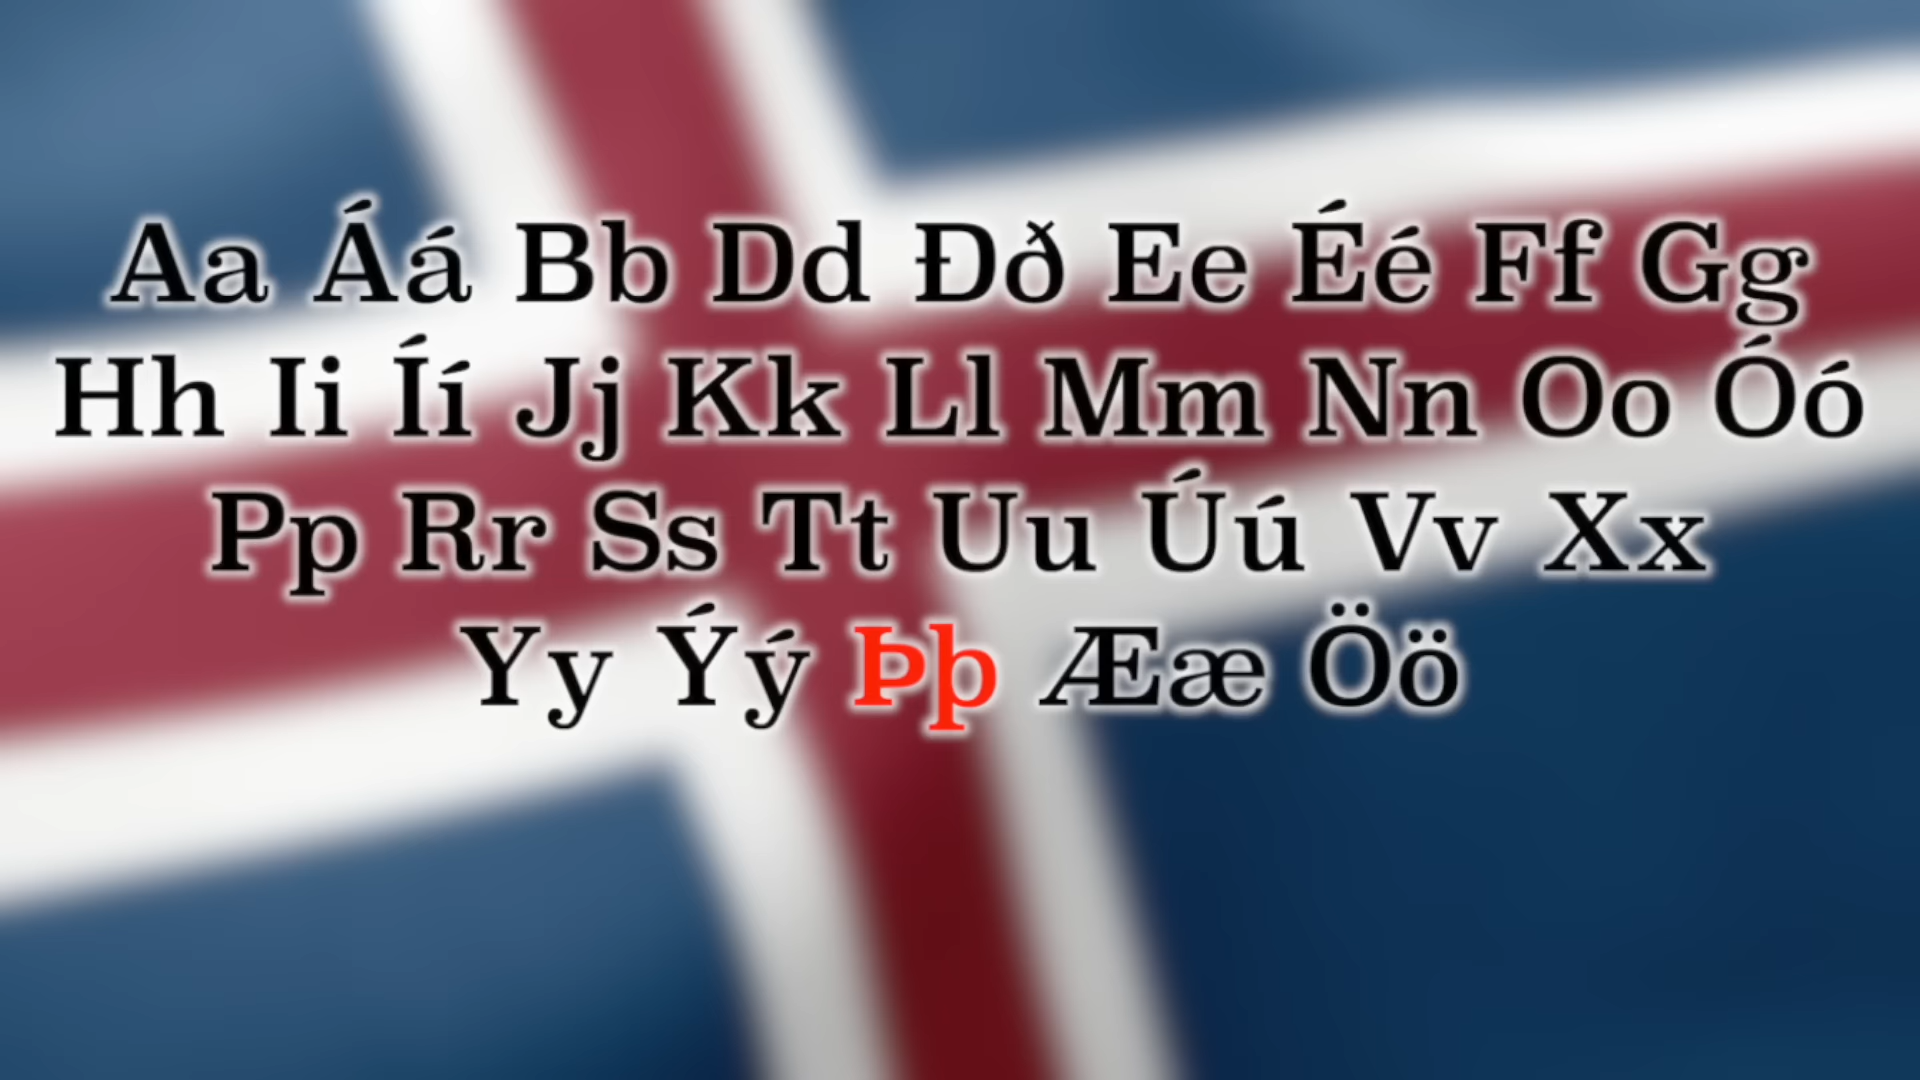 Aa Áá Bb Dd Ðð Ee Éé Ff Gg
Hh Ii Íí Jj Kk Ll Mm Nn Oo Óó
Pp Rr Ss Tt Uu Úú Vv Xx
Yy Ýý Þþ Ææ Öö